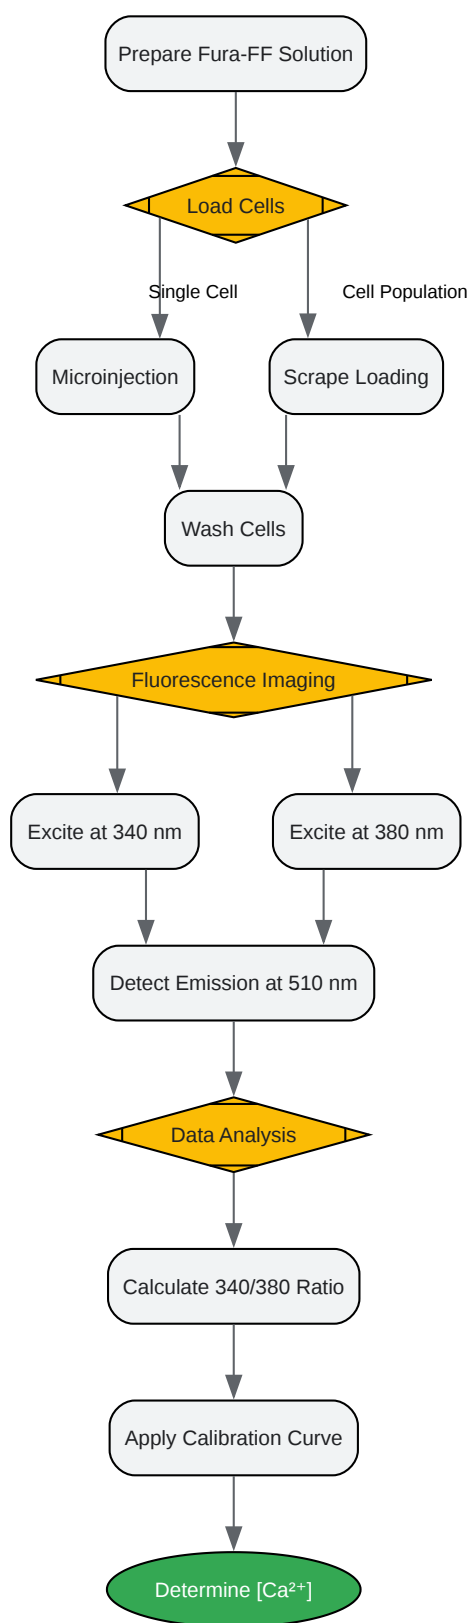 Prepare Fura-FF Solution
Load Cells
Single Cell
Cell Population
Microinjection
Scrape Loading
Wash Cells
Fluorescence Imaging
Excite at 340 nm
Excite at 380 nm
Detect Emission at 510 nm
Data Analysis
Calculate 340/380 Ratio
Apply Calibration Curve
Determine [Ca²⁺]